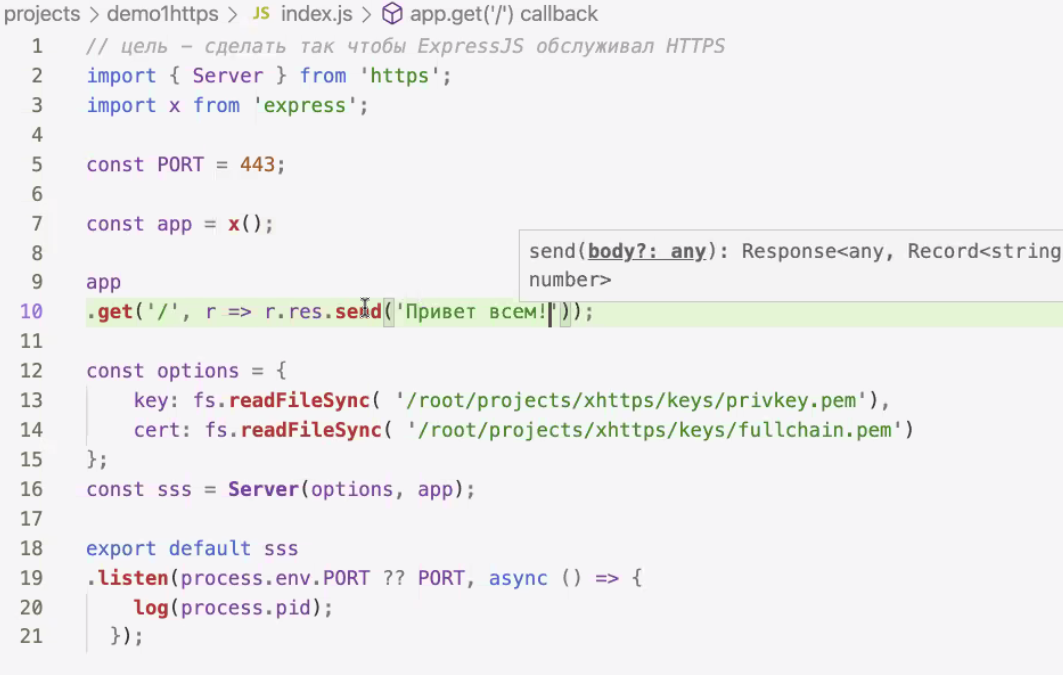 projects > demo1https > JS index.js > app.get('/') callback
1 // цель – сделать так чтобы ExpressJS обслуживал HTTPS
2 import { Server } from 'https';
3 import x from 'express';
4
5 const PORT = 443;
6
7 const app = x();
8
send(body?: any): Response<any, Record<string
9 app
number>
10 .get('/', r => r.res.send('Привет всем!'));
11
12 const options = {
13 key: fs.readFileSync( '/root/projects/xhttps/keys/privkey.pem'),
14 cert: fs.readFileSync( '/root/projects/xhttps/keys/fullchain.pem')
15 };
16 const sss = Server(options, app);
17
18 export default sss
19 .listen(process.env.PORT ?? PORT, async () => {
20 log(process.pid);
21 });